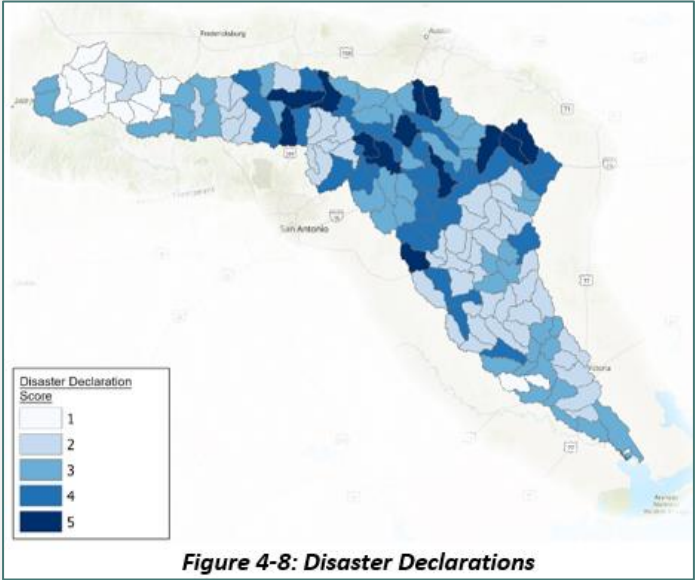 Fredericksburg
Austin
San Antonio
Victoria
Disaster Declaration
Score
1
2
3
4
5
Figure 4-8: Disaster Declarations